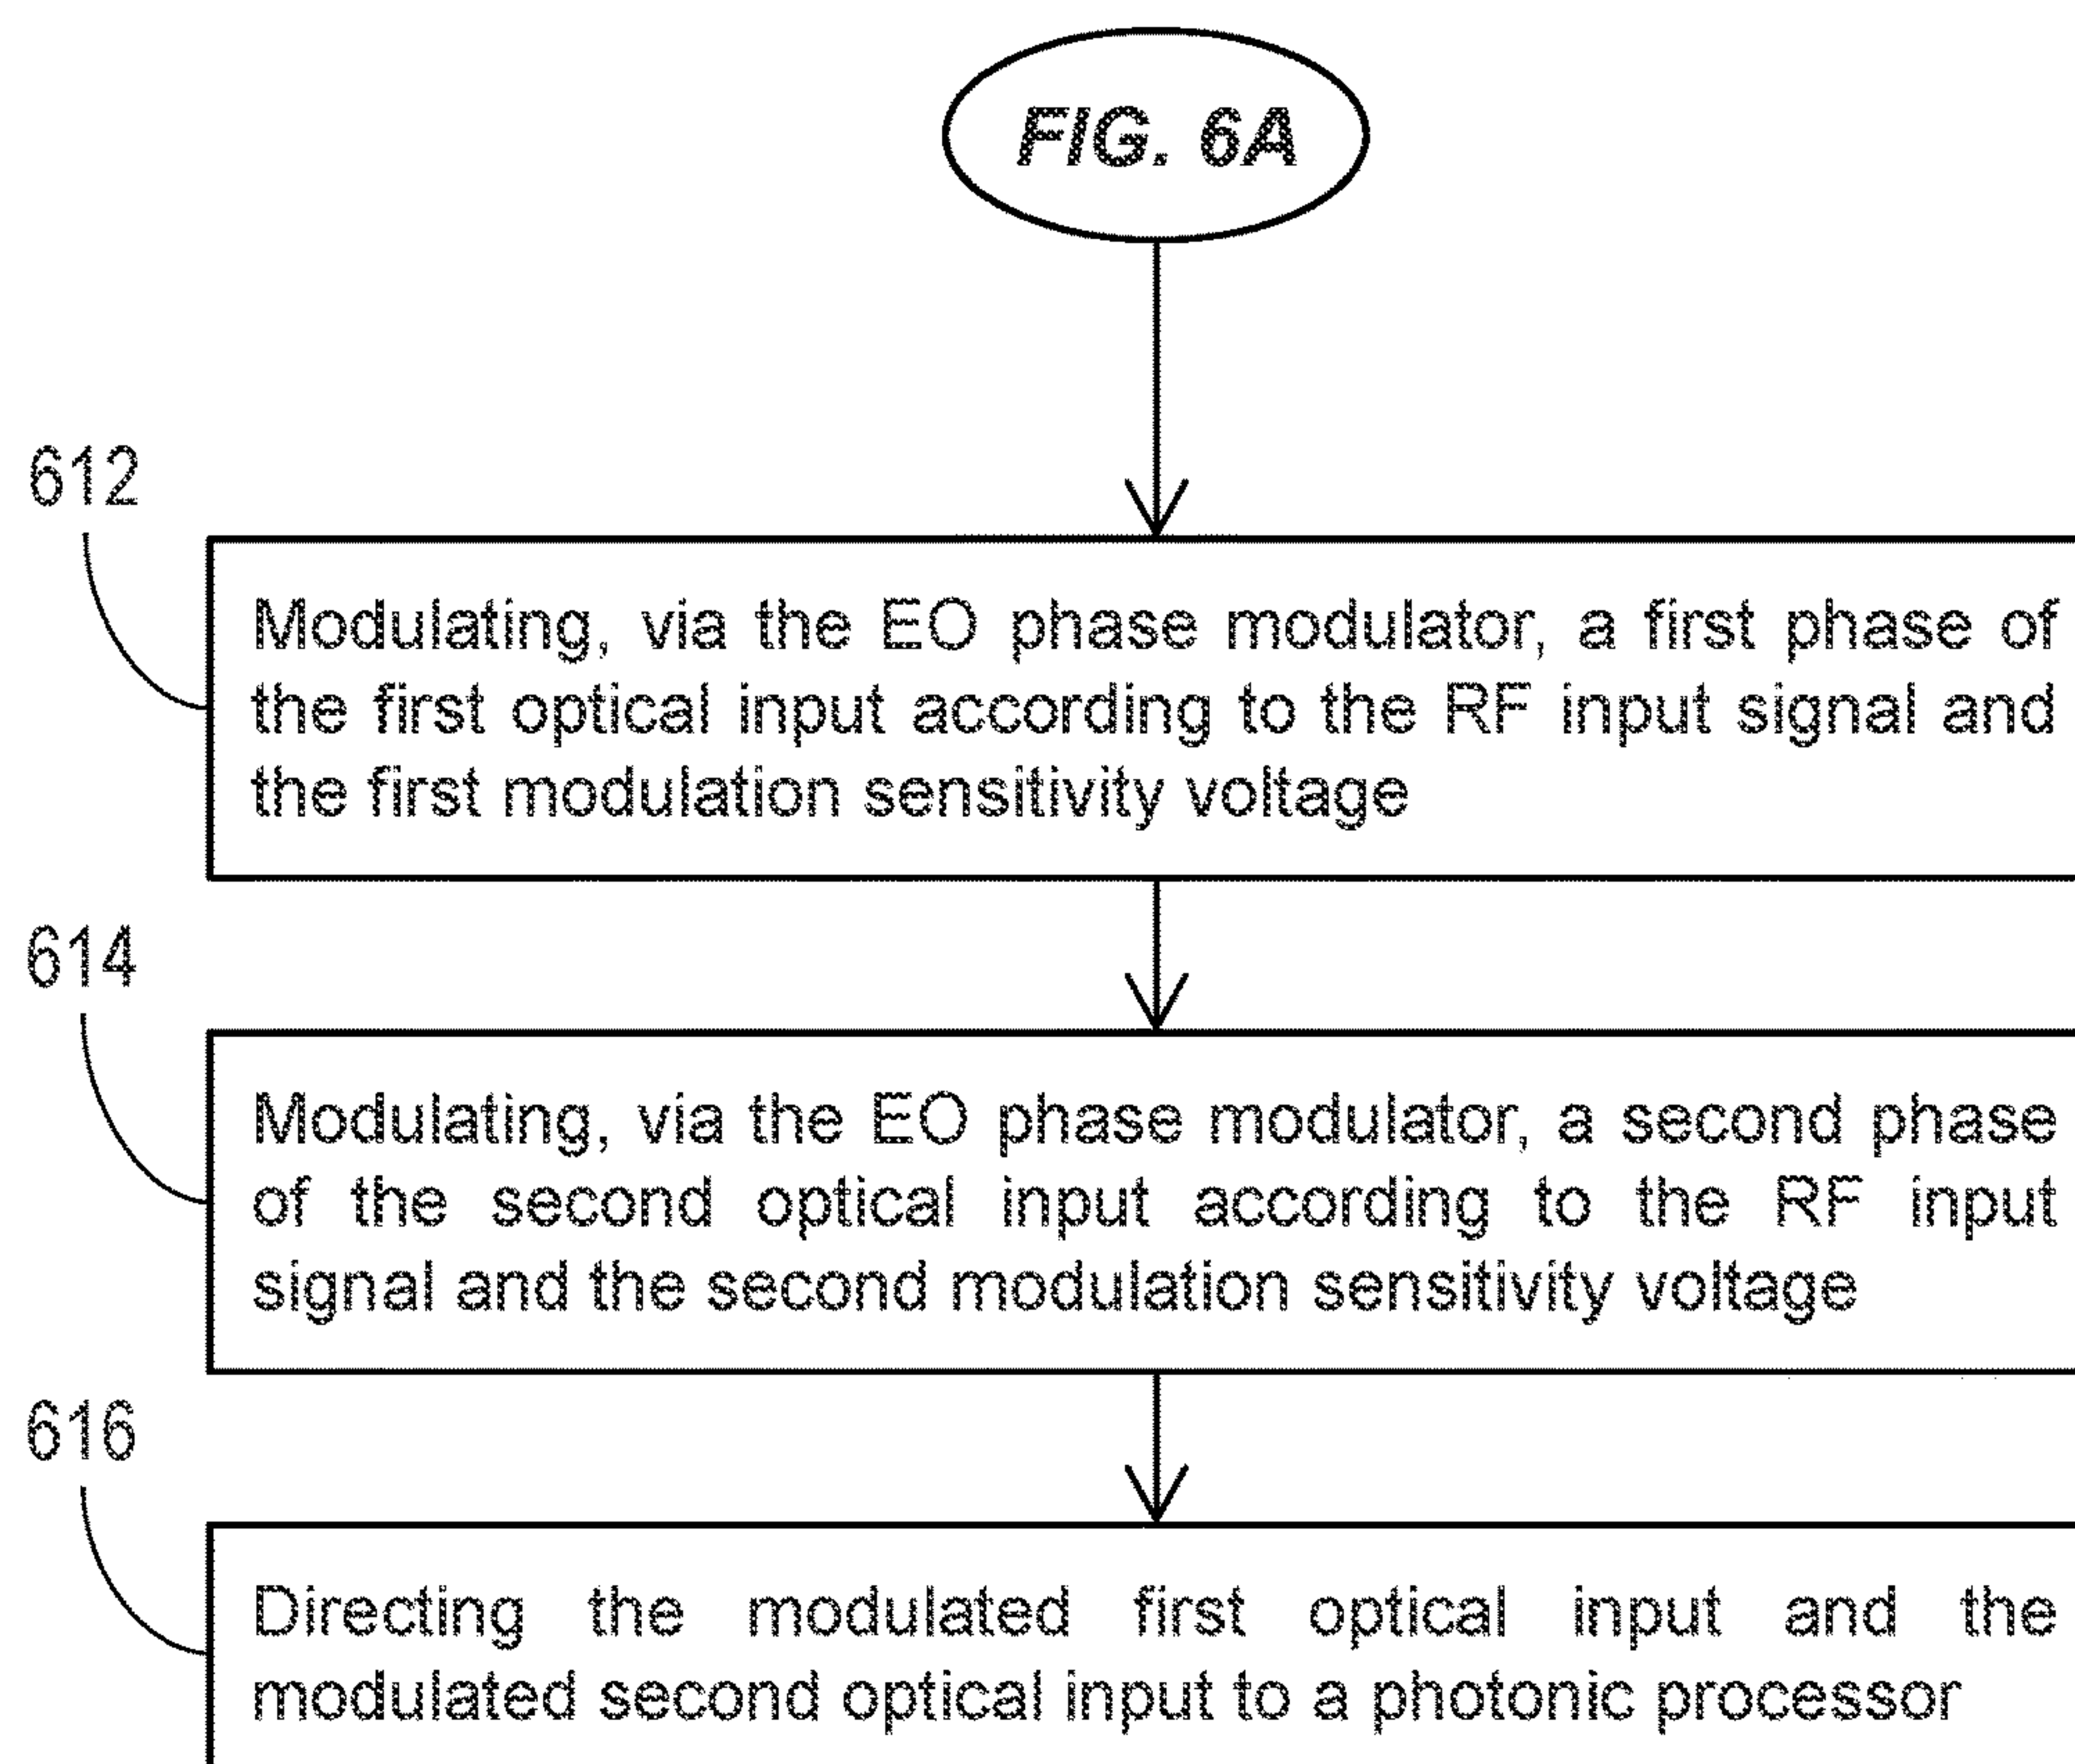 FIG. 6A
612
Modulating, via the EO phase modulator, a first phase of
the first optical input according to the RF input signal and
the first modulation sensitivity voltage
614
Modulating, via the EO phase modulator, a second phase
of the second optical input according to the RF input
signal and the second modulation sensitivity voltage
616
Directing the modulated first optical input and the
modulated second optical input to a photonic processor